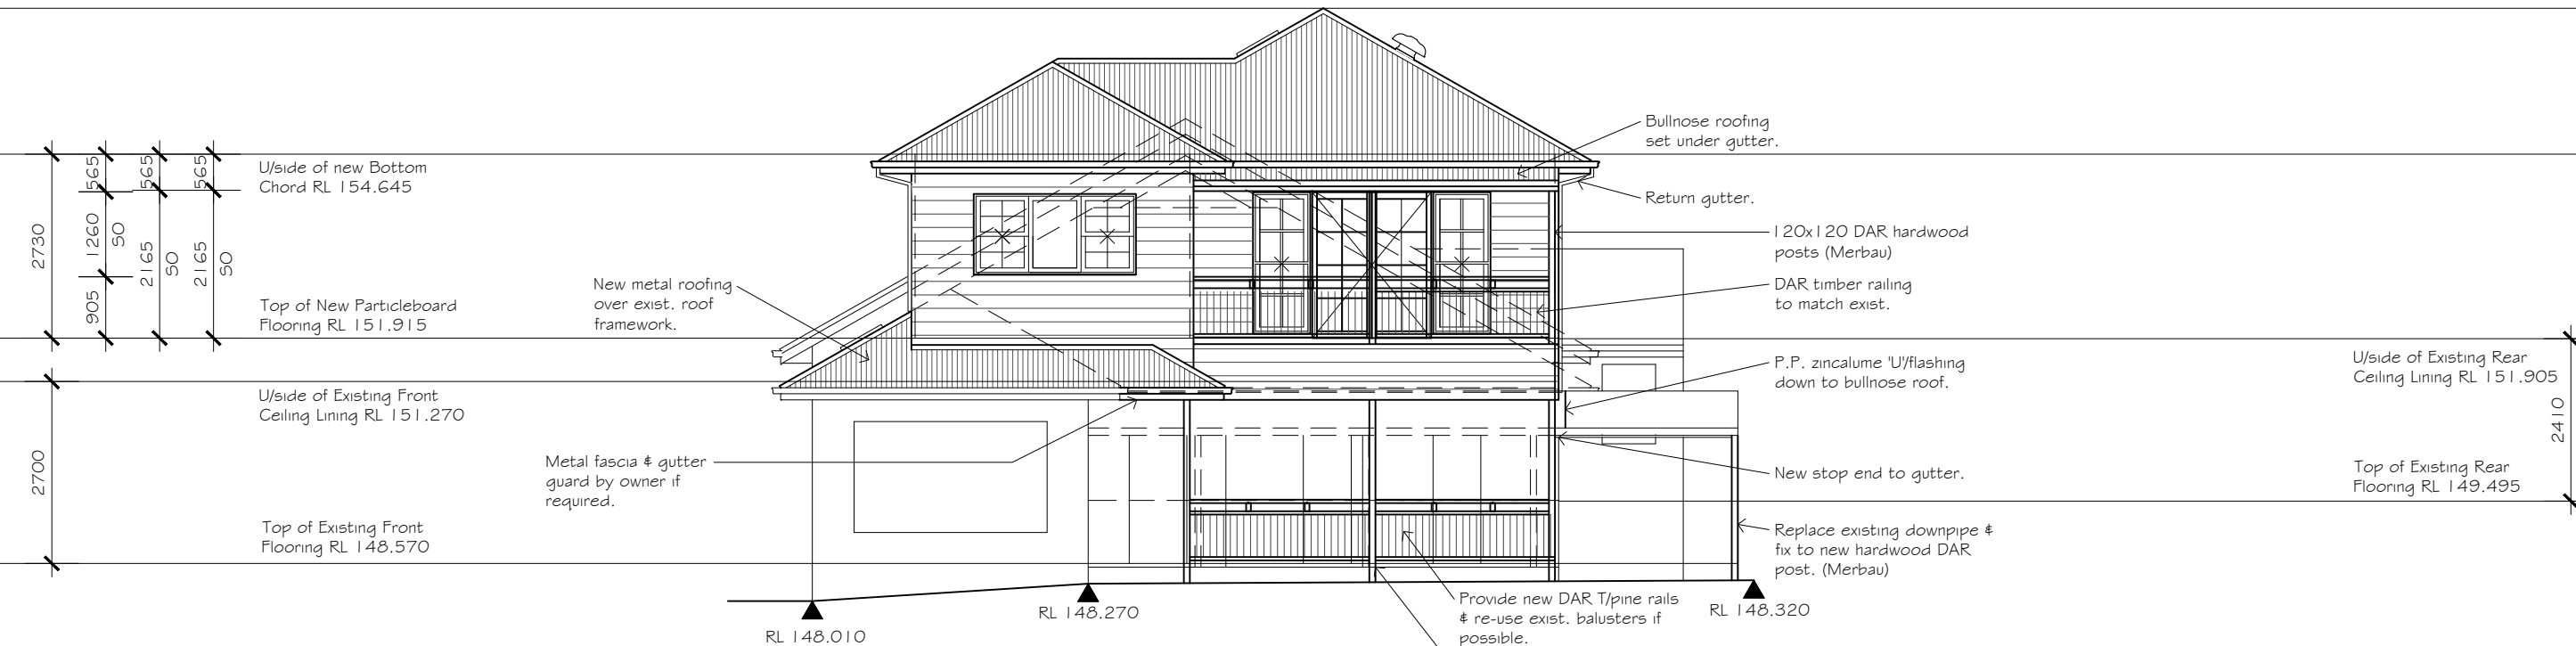 U/side of new Bottom
Chord RL 154.645
Top of New Particleboard
Flooring RL 151.915
U/side of Existing Front
Ceiling Lining RL 151.270
Top of Existing Front
Flooring RL 148.570
2730
2700
565
1260
SO
905
565
2165
SO
565
2165
SO
New metal roofing
over exist. roof
framework.
Metal fascia & gutter
guard by owner if
required.
Bullnose roofing
set under gutter.
Return gutter.
120x120 DAR hardwood
posts (Merbau)
DAR timber railing
to match exist.
P.P. zincalume 'U'/flashing
down to bullnose roof.
New stop end to gutter.
Replace existing downpipe &
fix to new hardwood DAR
post. (Merbau)
Provide new DAR T/pine rails
& re-use exist. balusters if
possible.
RL 148.010
RL 148.270
RL 148.320
U/side of Existing Rear
Ceiling Lining RL 151.905
Top of Existing Rear
Flooring RL 149.495
2410